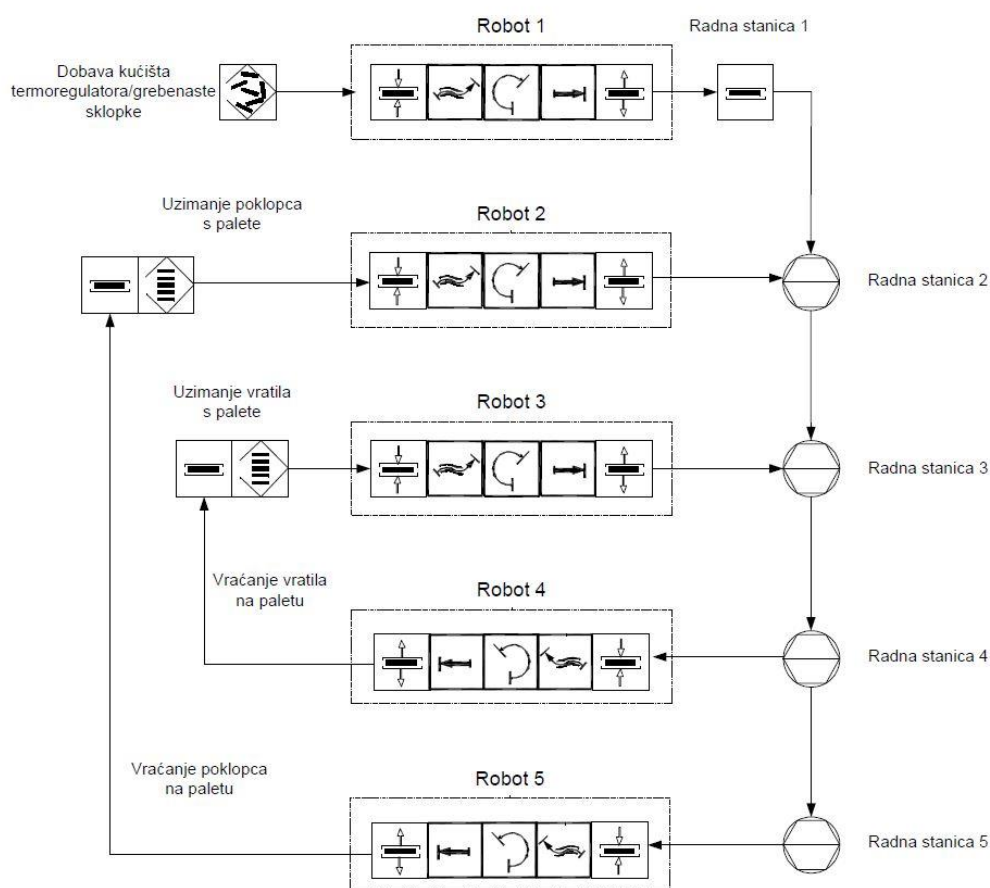 Robot 1
Radna stanica 1
Dobava kućišta
termoregulatora/grebenaste
sklopke
Uzimanje poklopca
s palete
Robot 2
Radna stanica 2
Uzimanje vratila
s palete
Robot 3
Radna stanica 3
Vraćanje vratila
na paletu
Robot 4
Radna stanica 4
Vraćanje poklopca
na paletu
Robot 5
Radna stanica 5